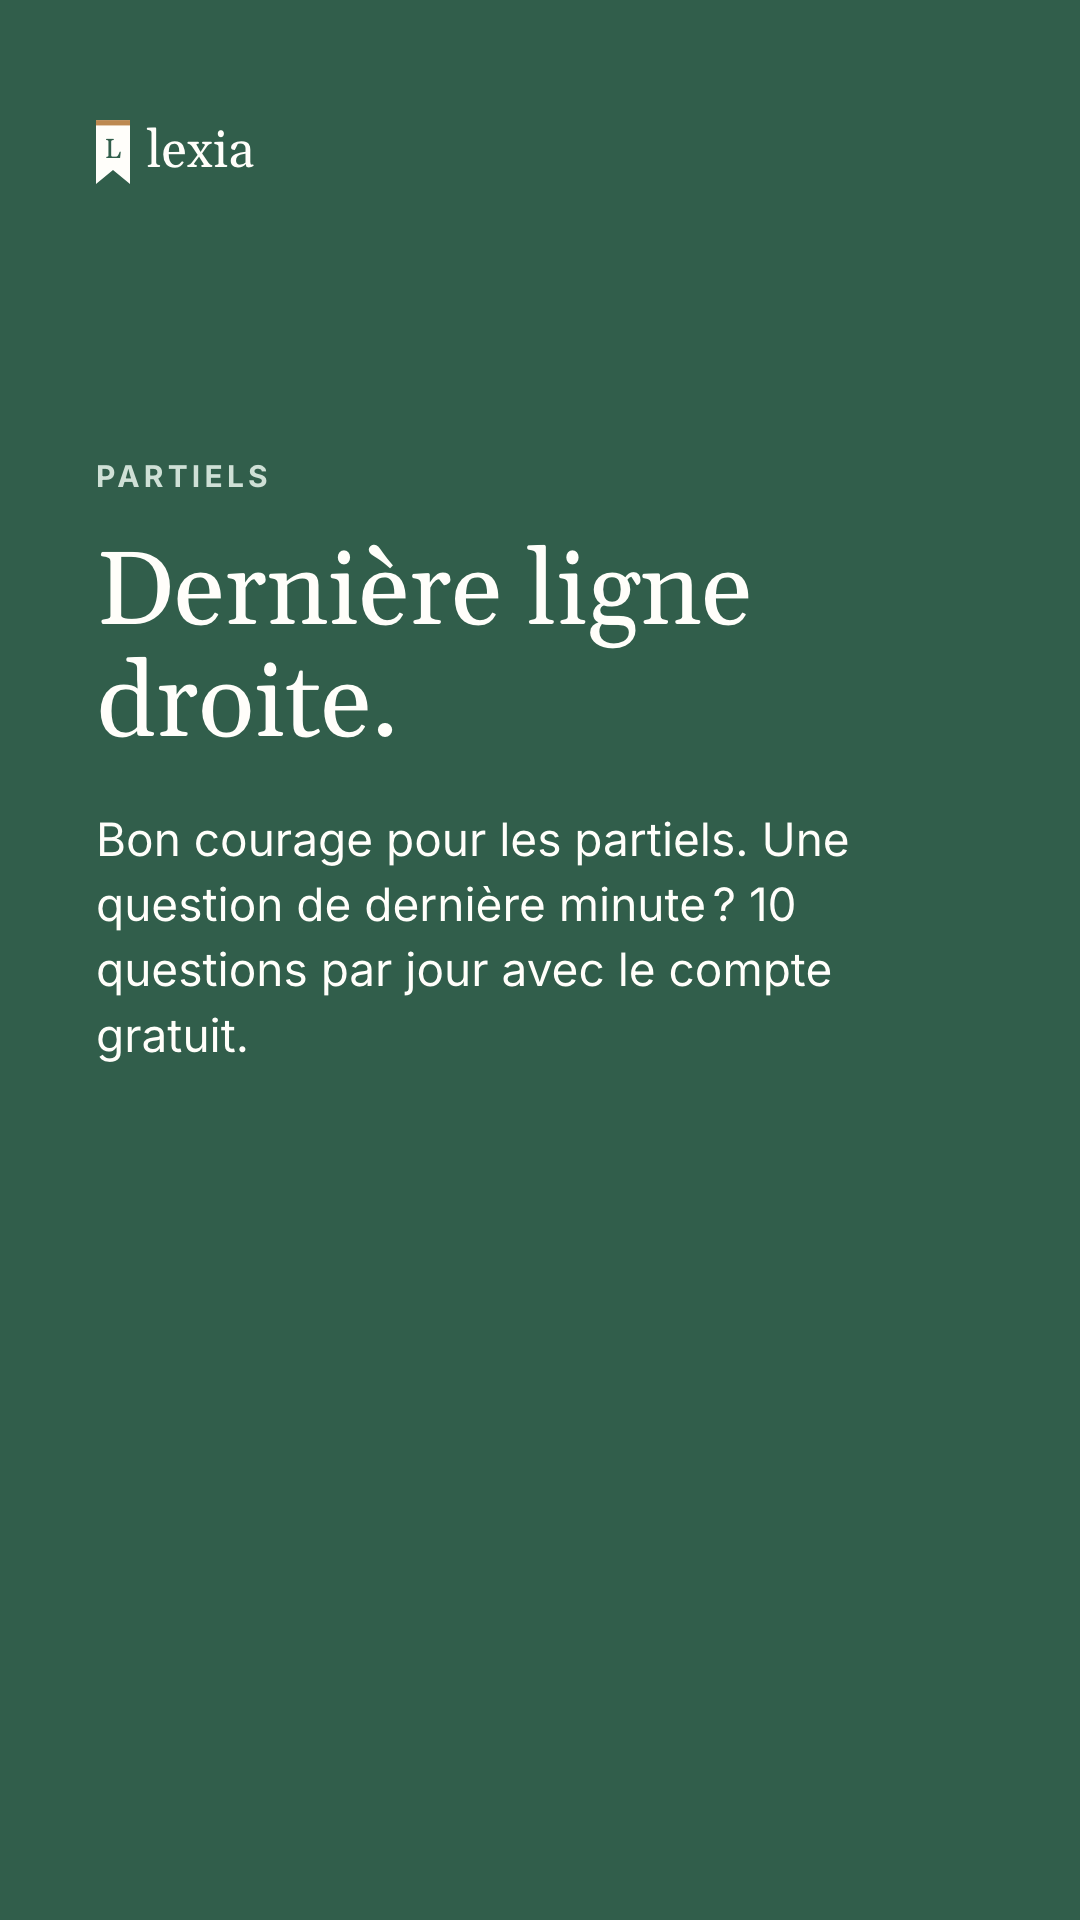 L lexia
PARTIELS
Dernière ligne
droite.
Bon courage pour les partiels. Une
question de dernière minute ? 10
questions par jour avec le compte
gratuit.